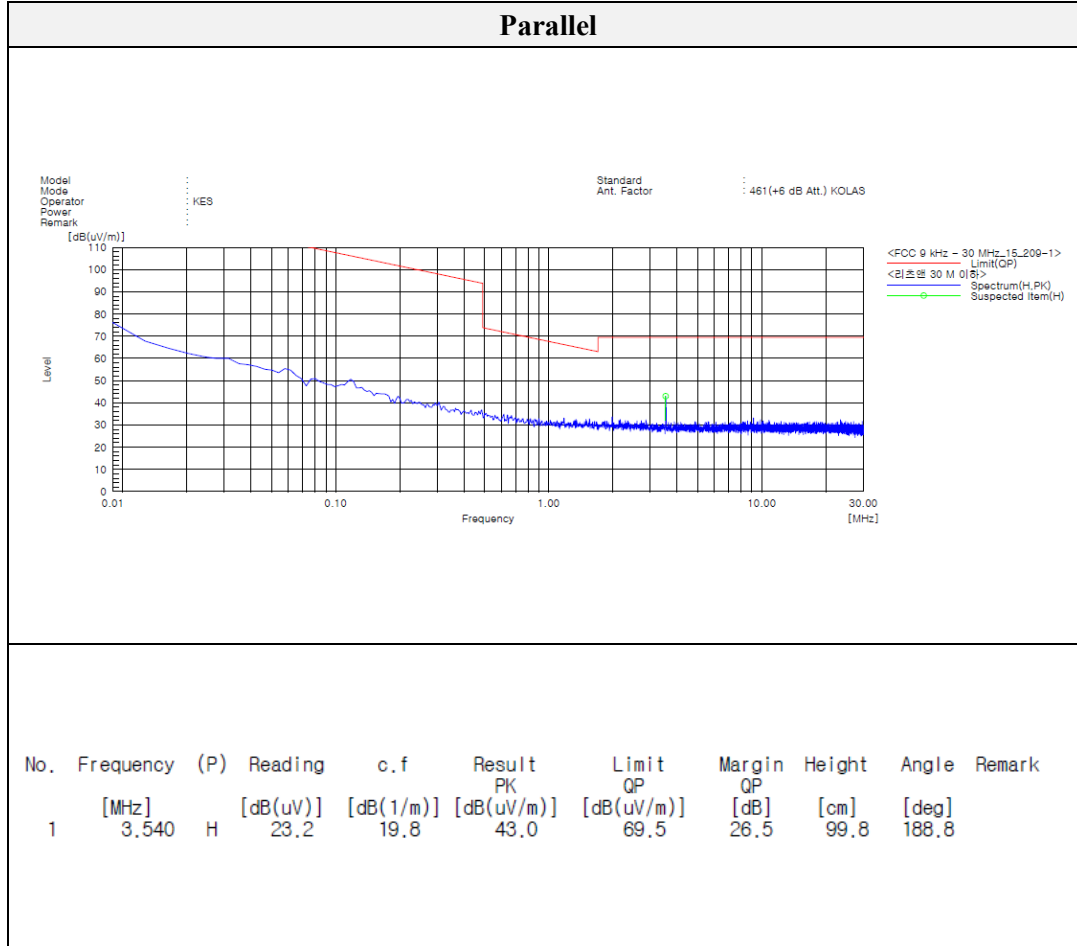 Parallel
Model :
Mode :
Operator : KES
Power :
Remark :
Standard :
Ant. Factor : 461(+6 dB Att.) KOLAS
[dB(uV/m)]
110
100
90
80
70
60
50
40
30
20
10
0
Level
0.01 0.10 1.00 10.00 30.00
Frequency [MHz]
<FCC 9 kHz - 30 MHz_15_209-1>
Limit(QP)
<리츠앤 30 M 이하>
Spectrum(H.PK)
Suspected Item(H)
No. Frequency (P) Reading c.f Result Limit Margin Height Angle Remark
PK QP QP
[MHz] [dB(uV)] [dB(1/m)] [dB(uV/m)] [dB(uV/m)] [dB] [cm] [deg]
1 3.540 H 23.2 19.8 43.0 69.5 26.5 99.8 188.8